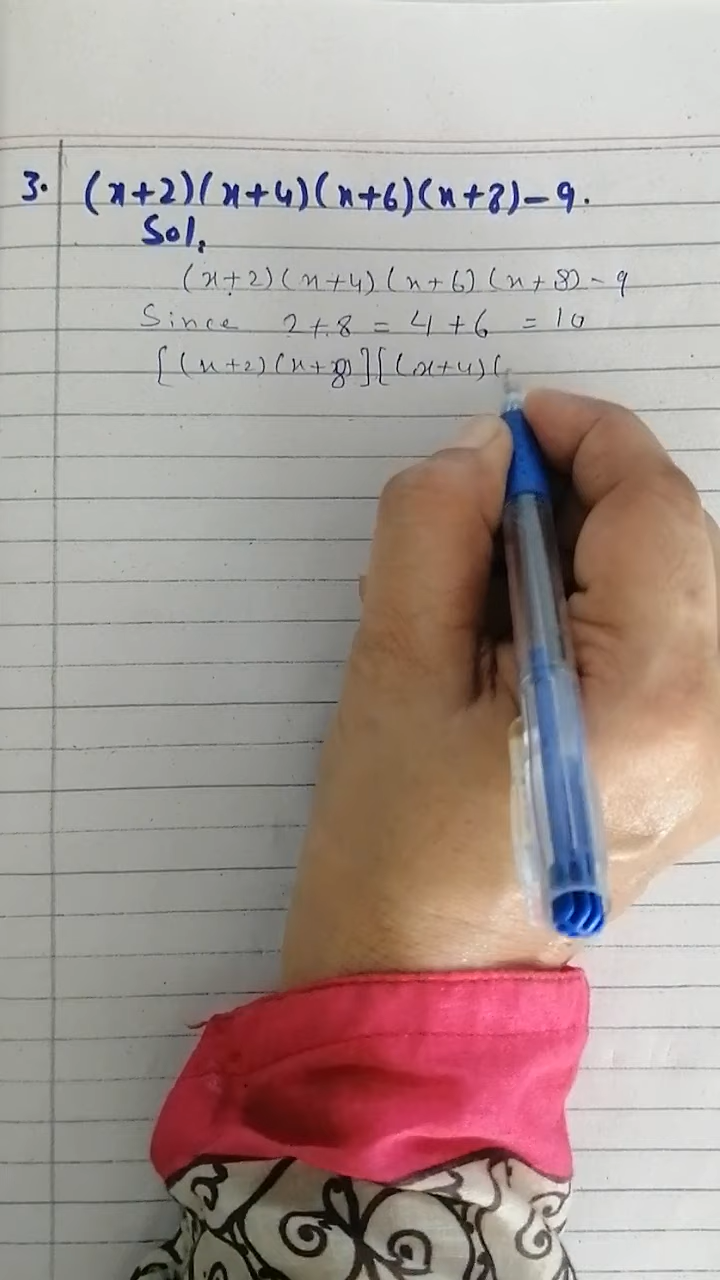 3. (x+2)(x+4)(x+6)(x+8)-9.
Sol,
(x+2)(x+4)(x+6)(x+8)-9
Since 2+8 = 4+6 = 10
[(x+2)(x+8)][(x+4)(